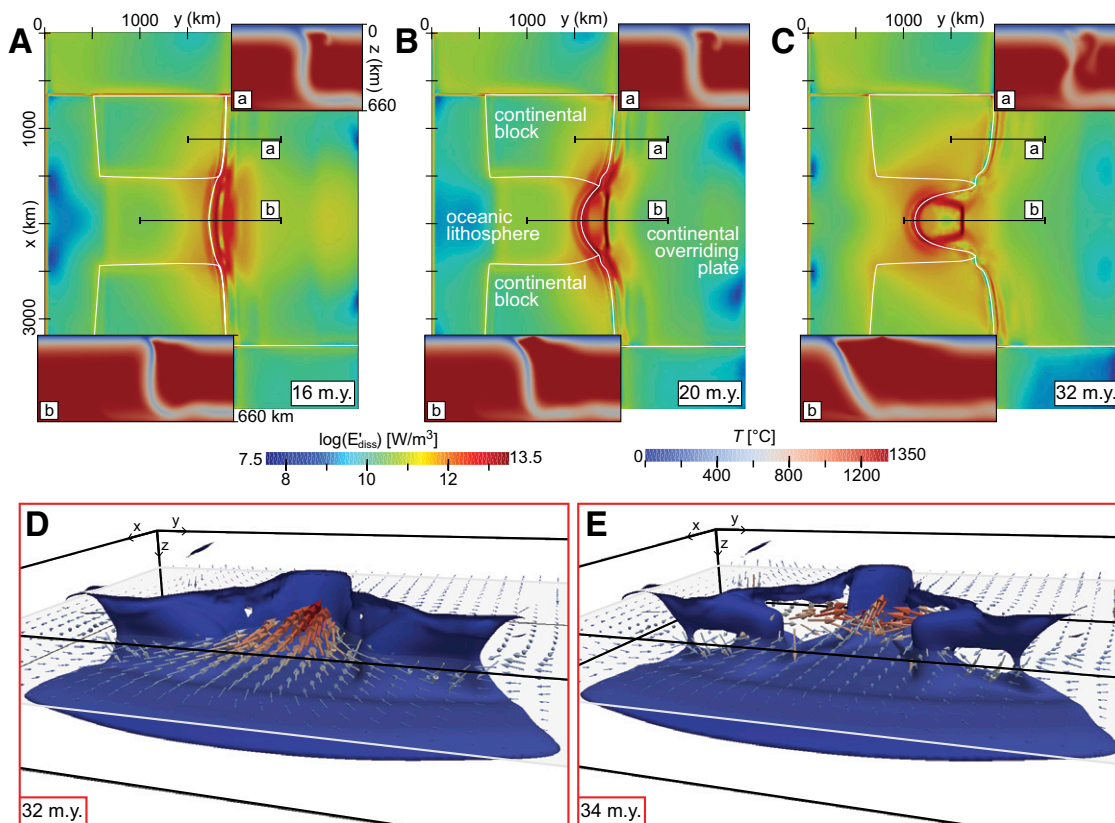 0 1000 y (km)
A
a
0
z (km)
660
1000
x (km)
3000
a
b
b
660 km
16 m.y.
0 1000 y (km)
B
a
continental
block
a
b
oceanic
lithosphere
continental
overriding
plate
continental
block
b
20 m.y.
0 1000 y (km)
C
a
a
b
b
32 m.y.
log(E'diss) [W/m³]
7.5 13.5
8 10 12
T [°C]
0 1350
400 800 1200
D
x y
z
32 m.y.
E
x y
z
34 m.y.